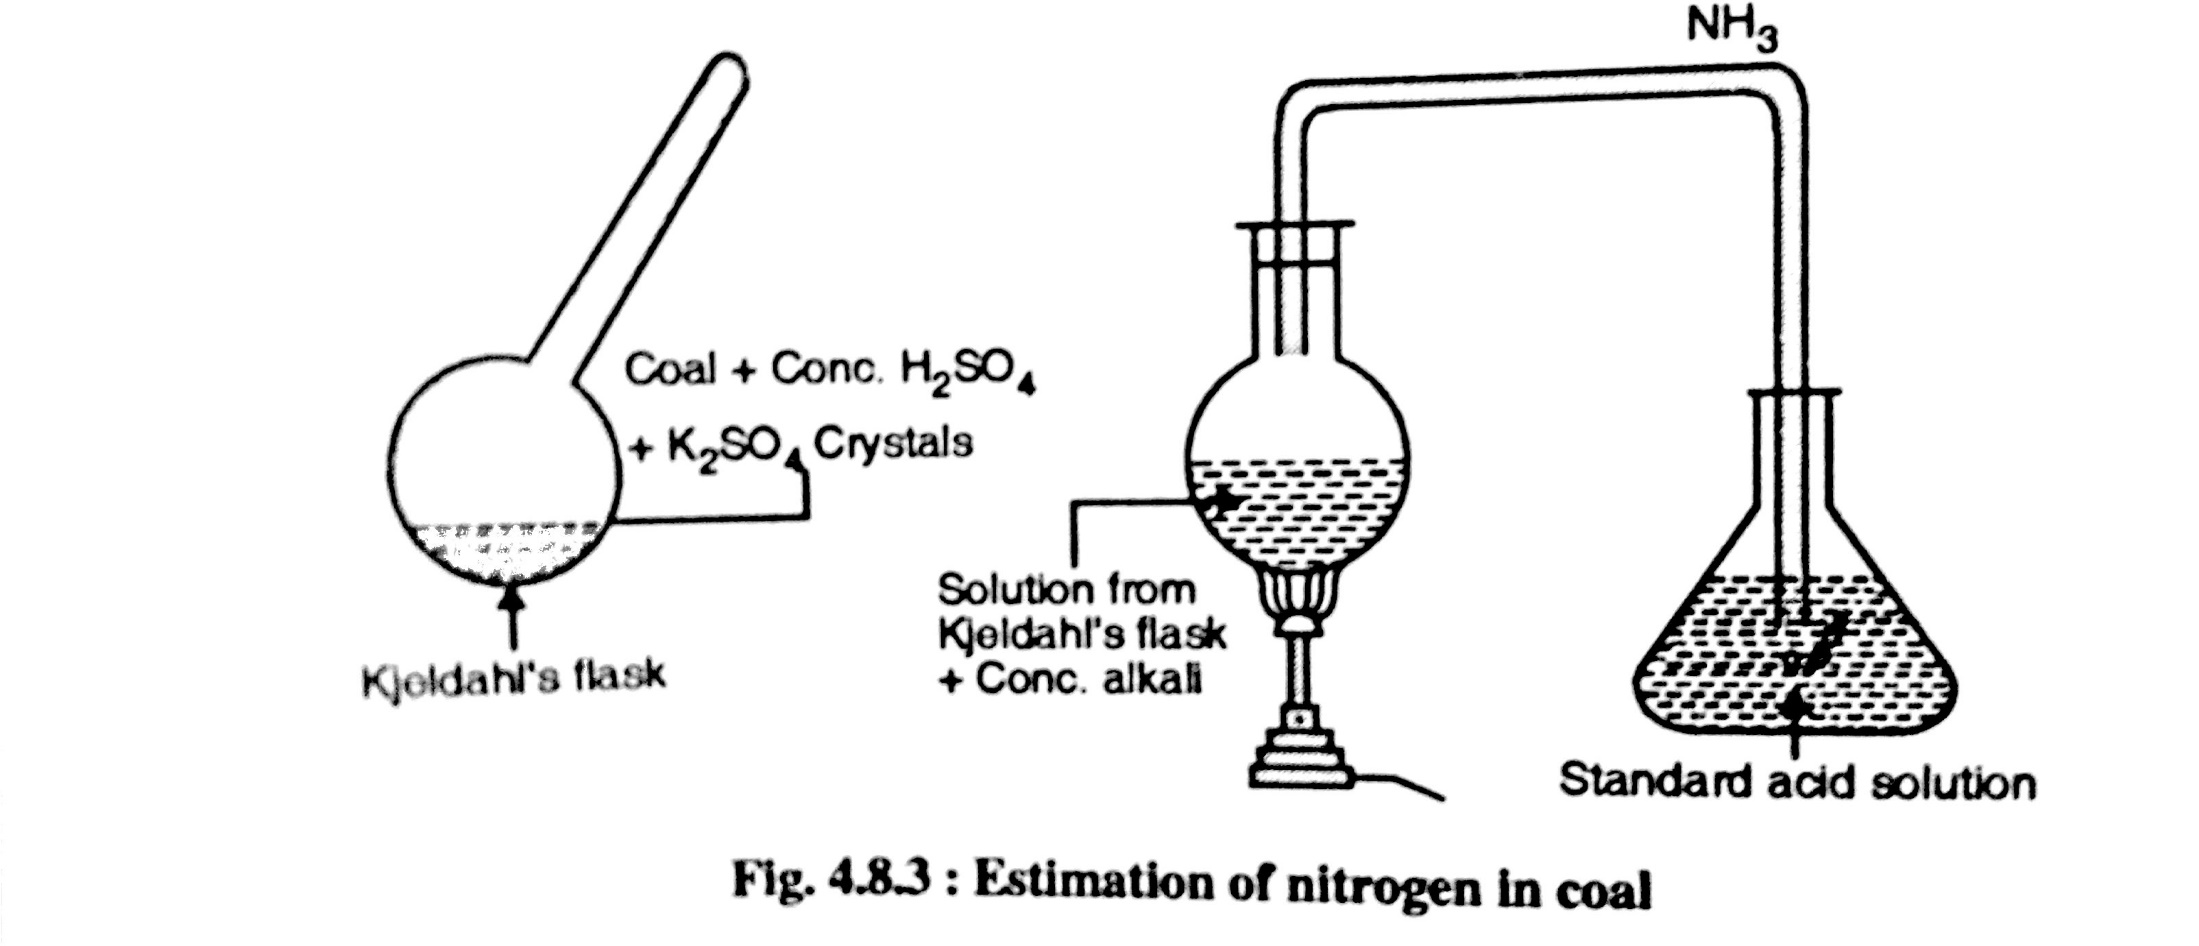 NH₃
Coal + Conc. H₂SO₄
+ K₂SO₄ Crystals
Kjeldahl's flask
Solution from
Kjeldahl's flask
+ Conc. alkali
Standard acid solution
Fig. 4.8.3 : Estimation of nitrogen in coal